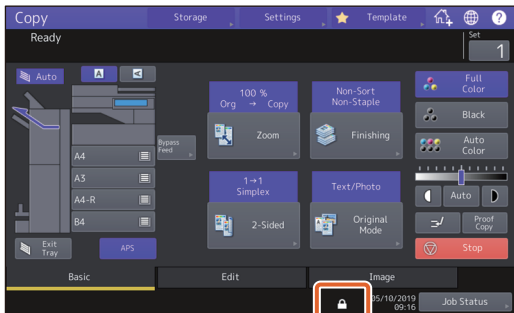 Copy
Storage
Settings
Template
?
Ready
Set
1
Auto
A
A
100 %
Org → Copy
Non-Sort
Non-Staple
Full
Color
Black
Bypass
Feed
Zoom
Finishing
Auto
Color
A4
A3
A4-R
B4
1→1
Simplex
Text/Photo
Auto
2-Sided
Original
Mode
Proof
Copy
Exit
Tray
APS
Stop
Basic
Edit
Image
05/10/2019
09:16
Job Status